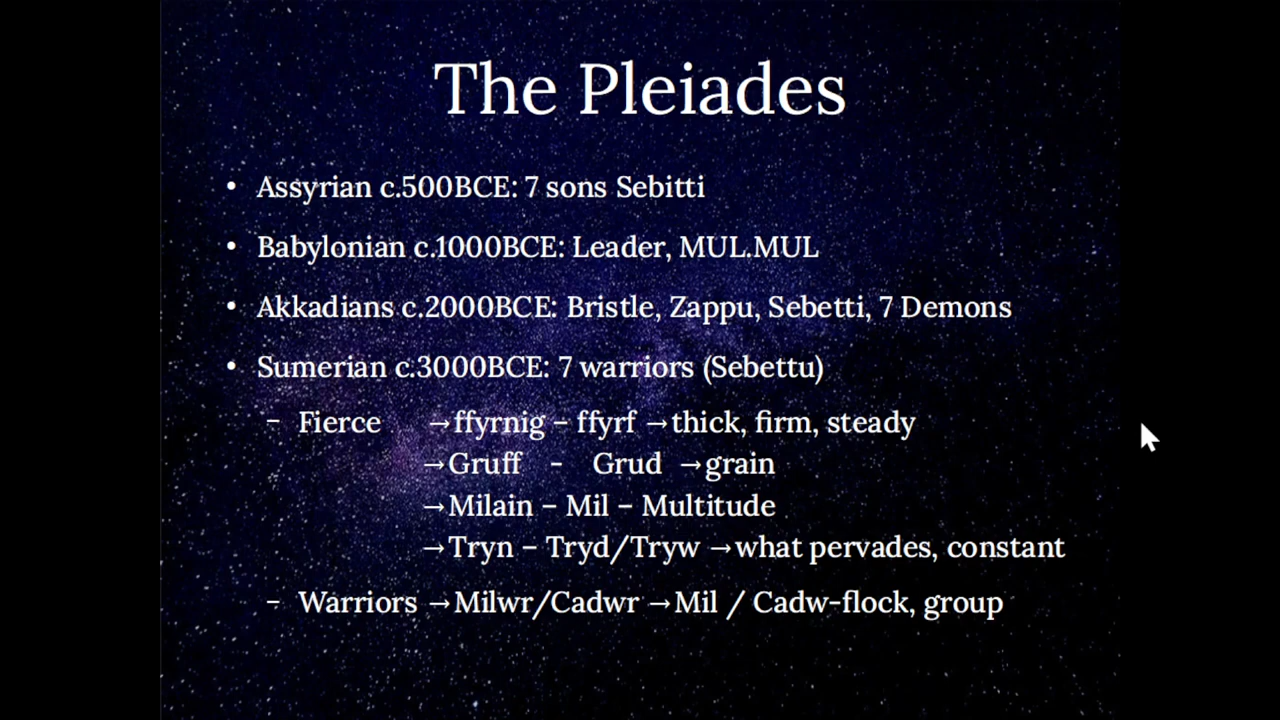 The Pleiades
• Assyrian c.500BCE: 7 sons Sebitti
• Babylonian c.1000BCE: Leader, MUL.MUL
• Akkadians c.2000BCE: Bristle, Zappu, Sebetti, 7 Demons
• Sumerian c.3000BCE: 7 warriors (Sebettu)
– Fierce →ffyrnig – ffyrf →thick, firm, steady
→Gruff - Grud →grain
→Milain – Mil – Multitude
→Tryn – Tryd/Tryw →what pervades, constant
– Warriors →Milwr/Cadwr →Mil / Cadw-flock, group